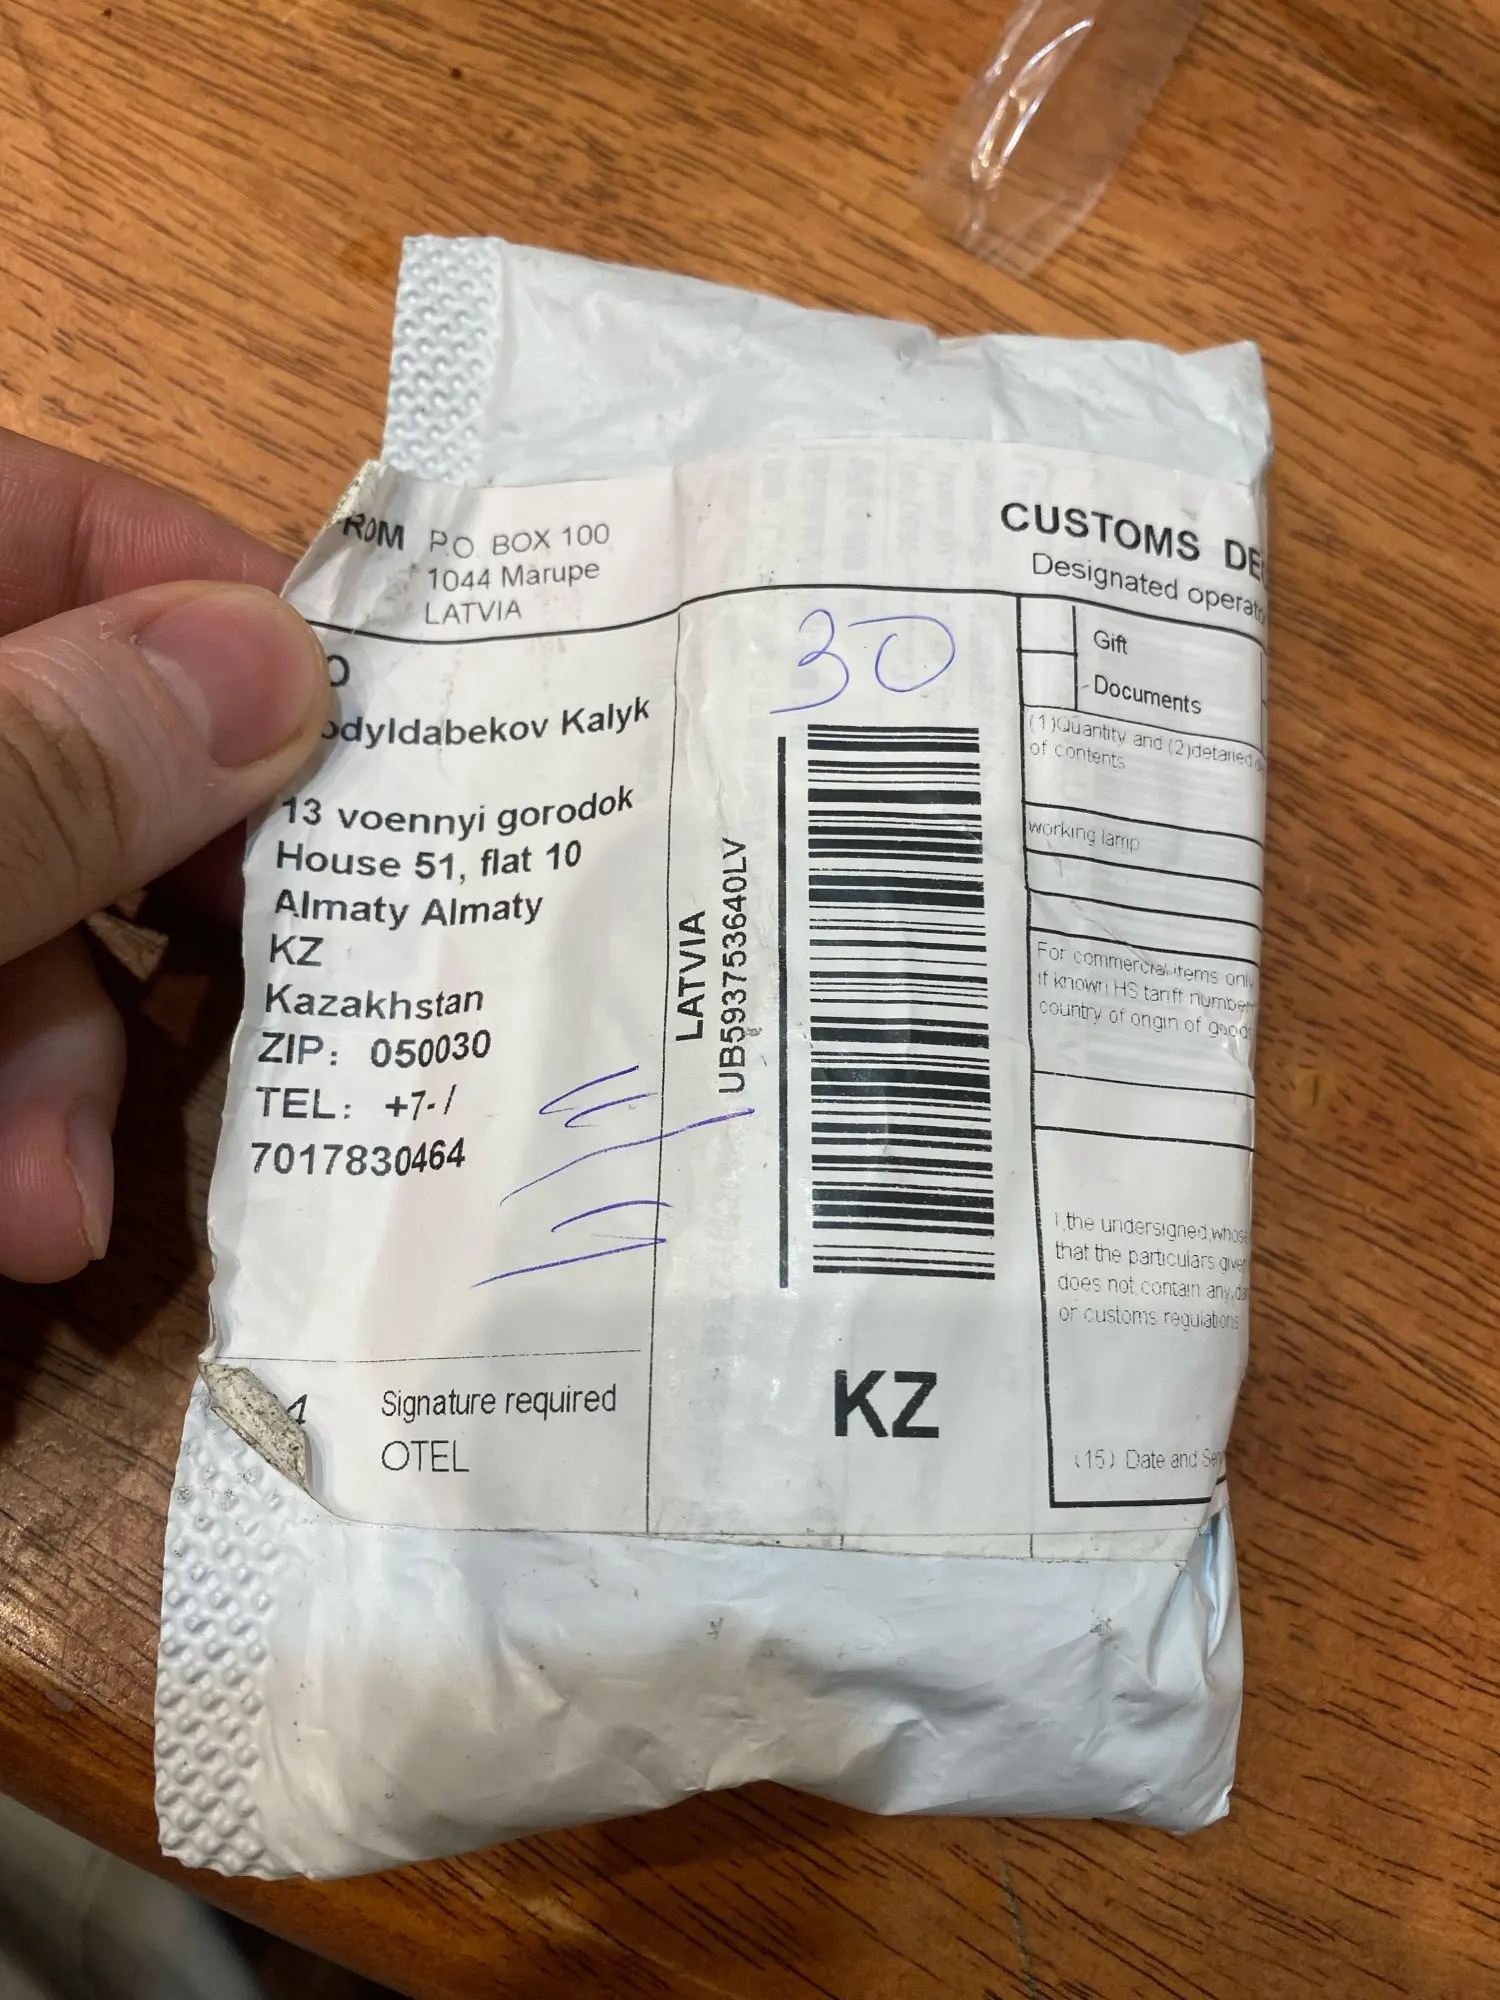 ROM P.O. BOX 100
1044 Marupe
LATVIA
O
odyldabekov Kalyk
13 voennyi gorodok
House 51, flat 10
Almaty Almaty
KZ
Kazakhstan
ZIP: 050030
TEL: +7-/
7017830464
4 Signature required
OTEL
30
LATVIA
UB593753640LV
KZ
CUSTOMS DE
Designated operato
Gift
Documents
(1)Quantity and (2)detailed
of contents
working lamp
For commercial items only
If known HS tariff number
country of origin of goods
I,the undersigned,whose
that the particulars given
does not contain any,da
or customs regulations
(15) Date and Sen